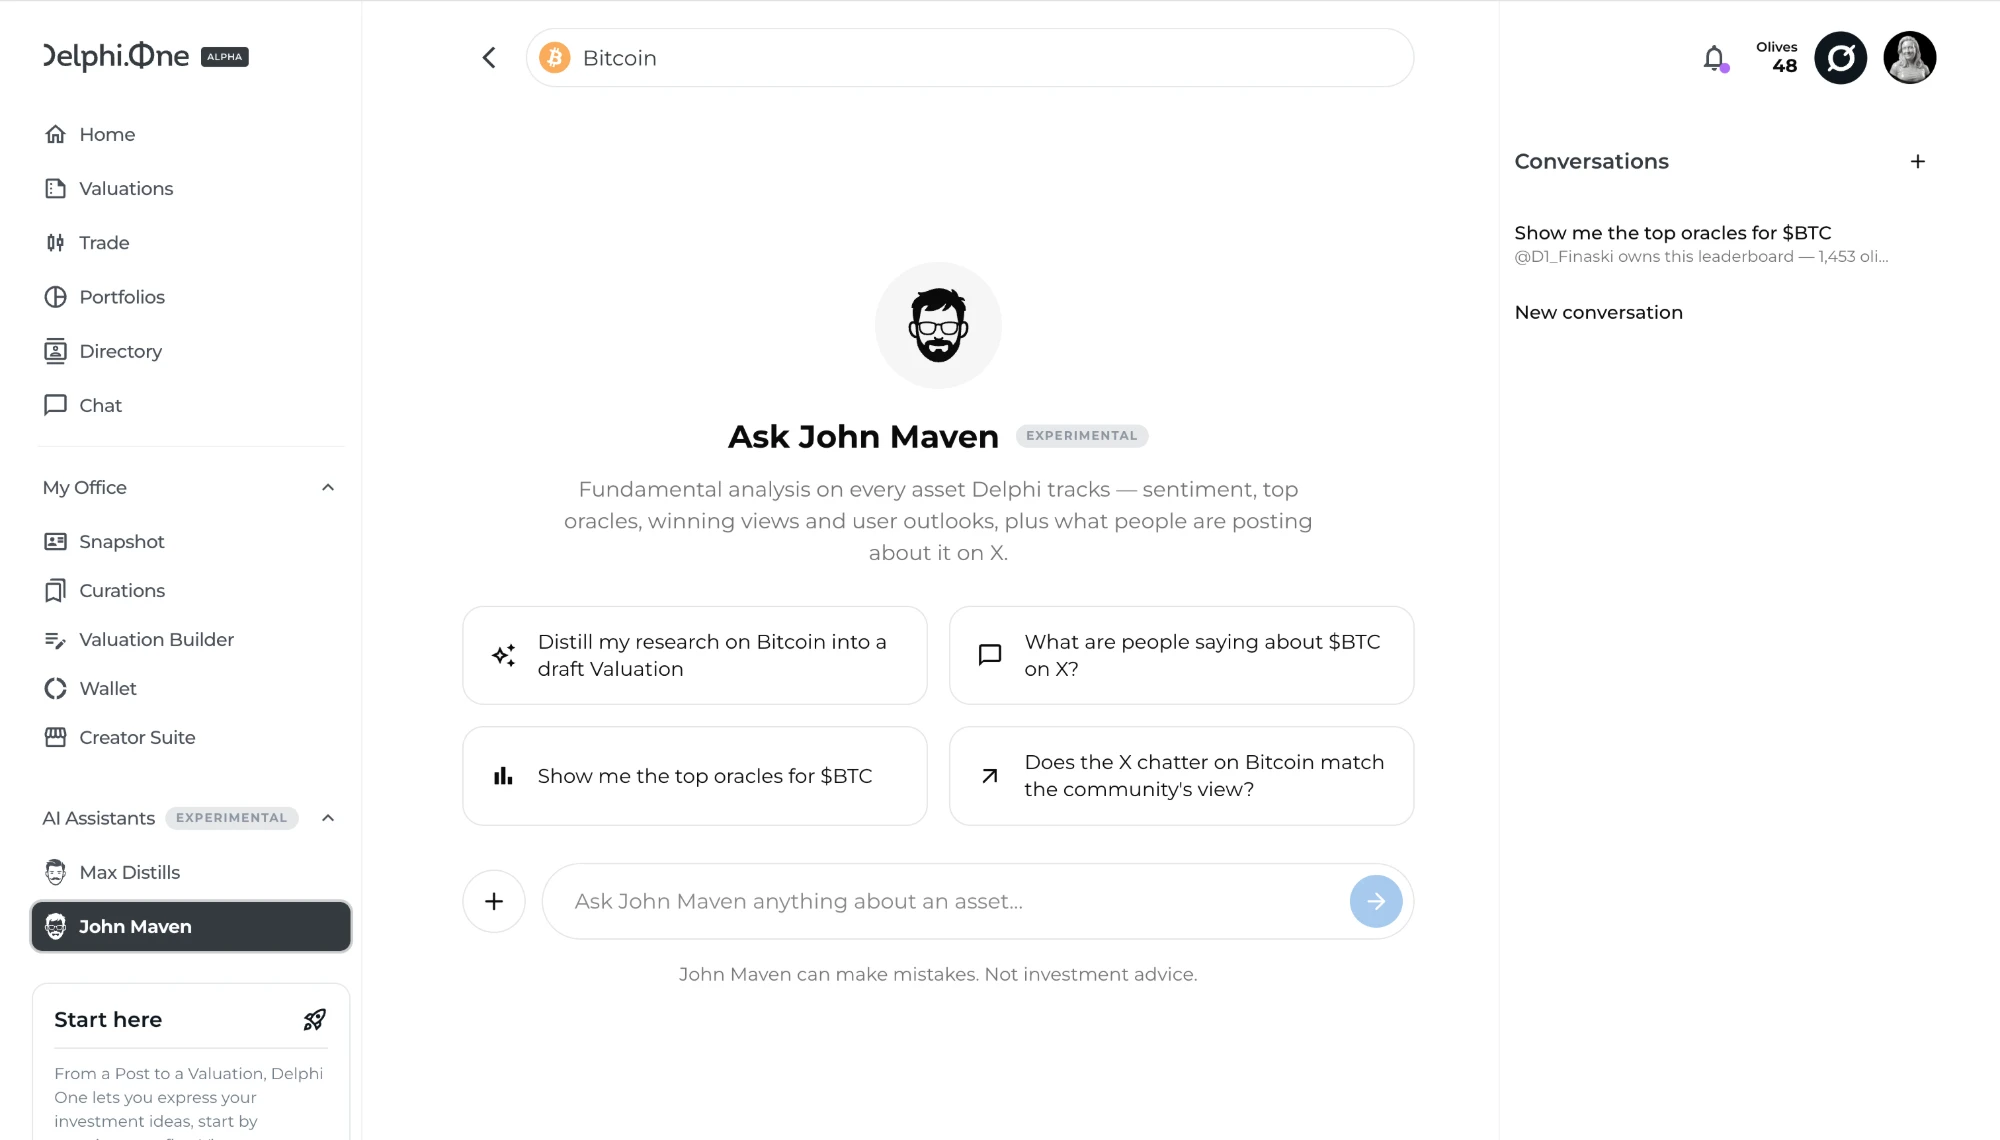 Delphi.One ALPHA
Home
Valuations
Trade
Portfolios
Directory
Chat
My Office
Snapshot
Curations
Valuation Builder
Wallet
Creator Suite
AI Assistants EXPERIMENTAL
Max Distills
John Maven
Start here
From a Post to a Valuation, Delphi
One lets you express your
investment ideas, start by
Bitcoin
Ask John Maven EXPERIMENTAL
Fundamental analysis on every asset Delphi tracks — sentiment, top
oracles, winning views and user outlooks, plus what people are posting
about it on X.
Distill my research on Bitcoin into a
draft Valuation
What are people saying about $BTC
on X?
Show me the top oracles for $BTC
Does the X chatter on Bitcoin match
the community's view?
Ask John Maven anything about an asset...
John Maven can make mistakes. Not investment advice.
Olives
48
Conversations
Show me the top oracles for $BTC
@D1_Finaski owns this leaderboard — 1,453 oli...
New conversation